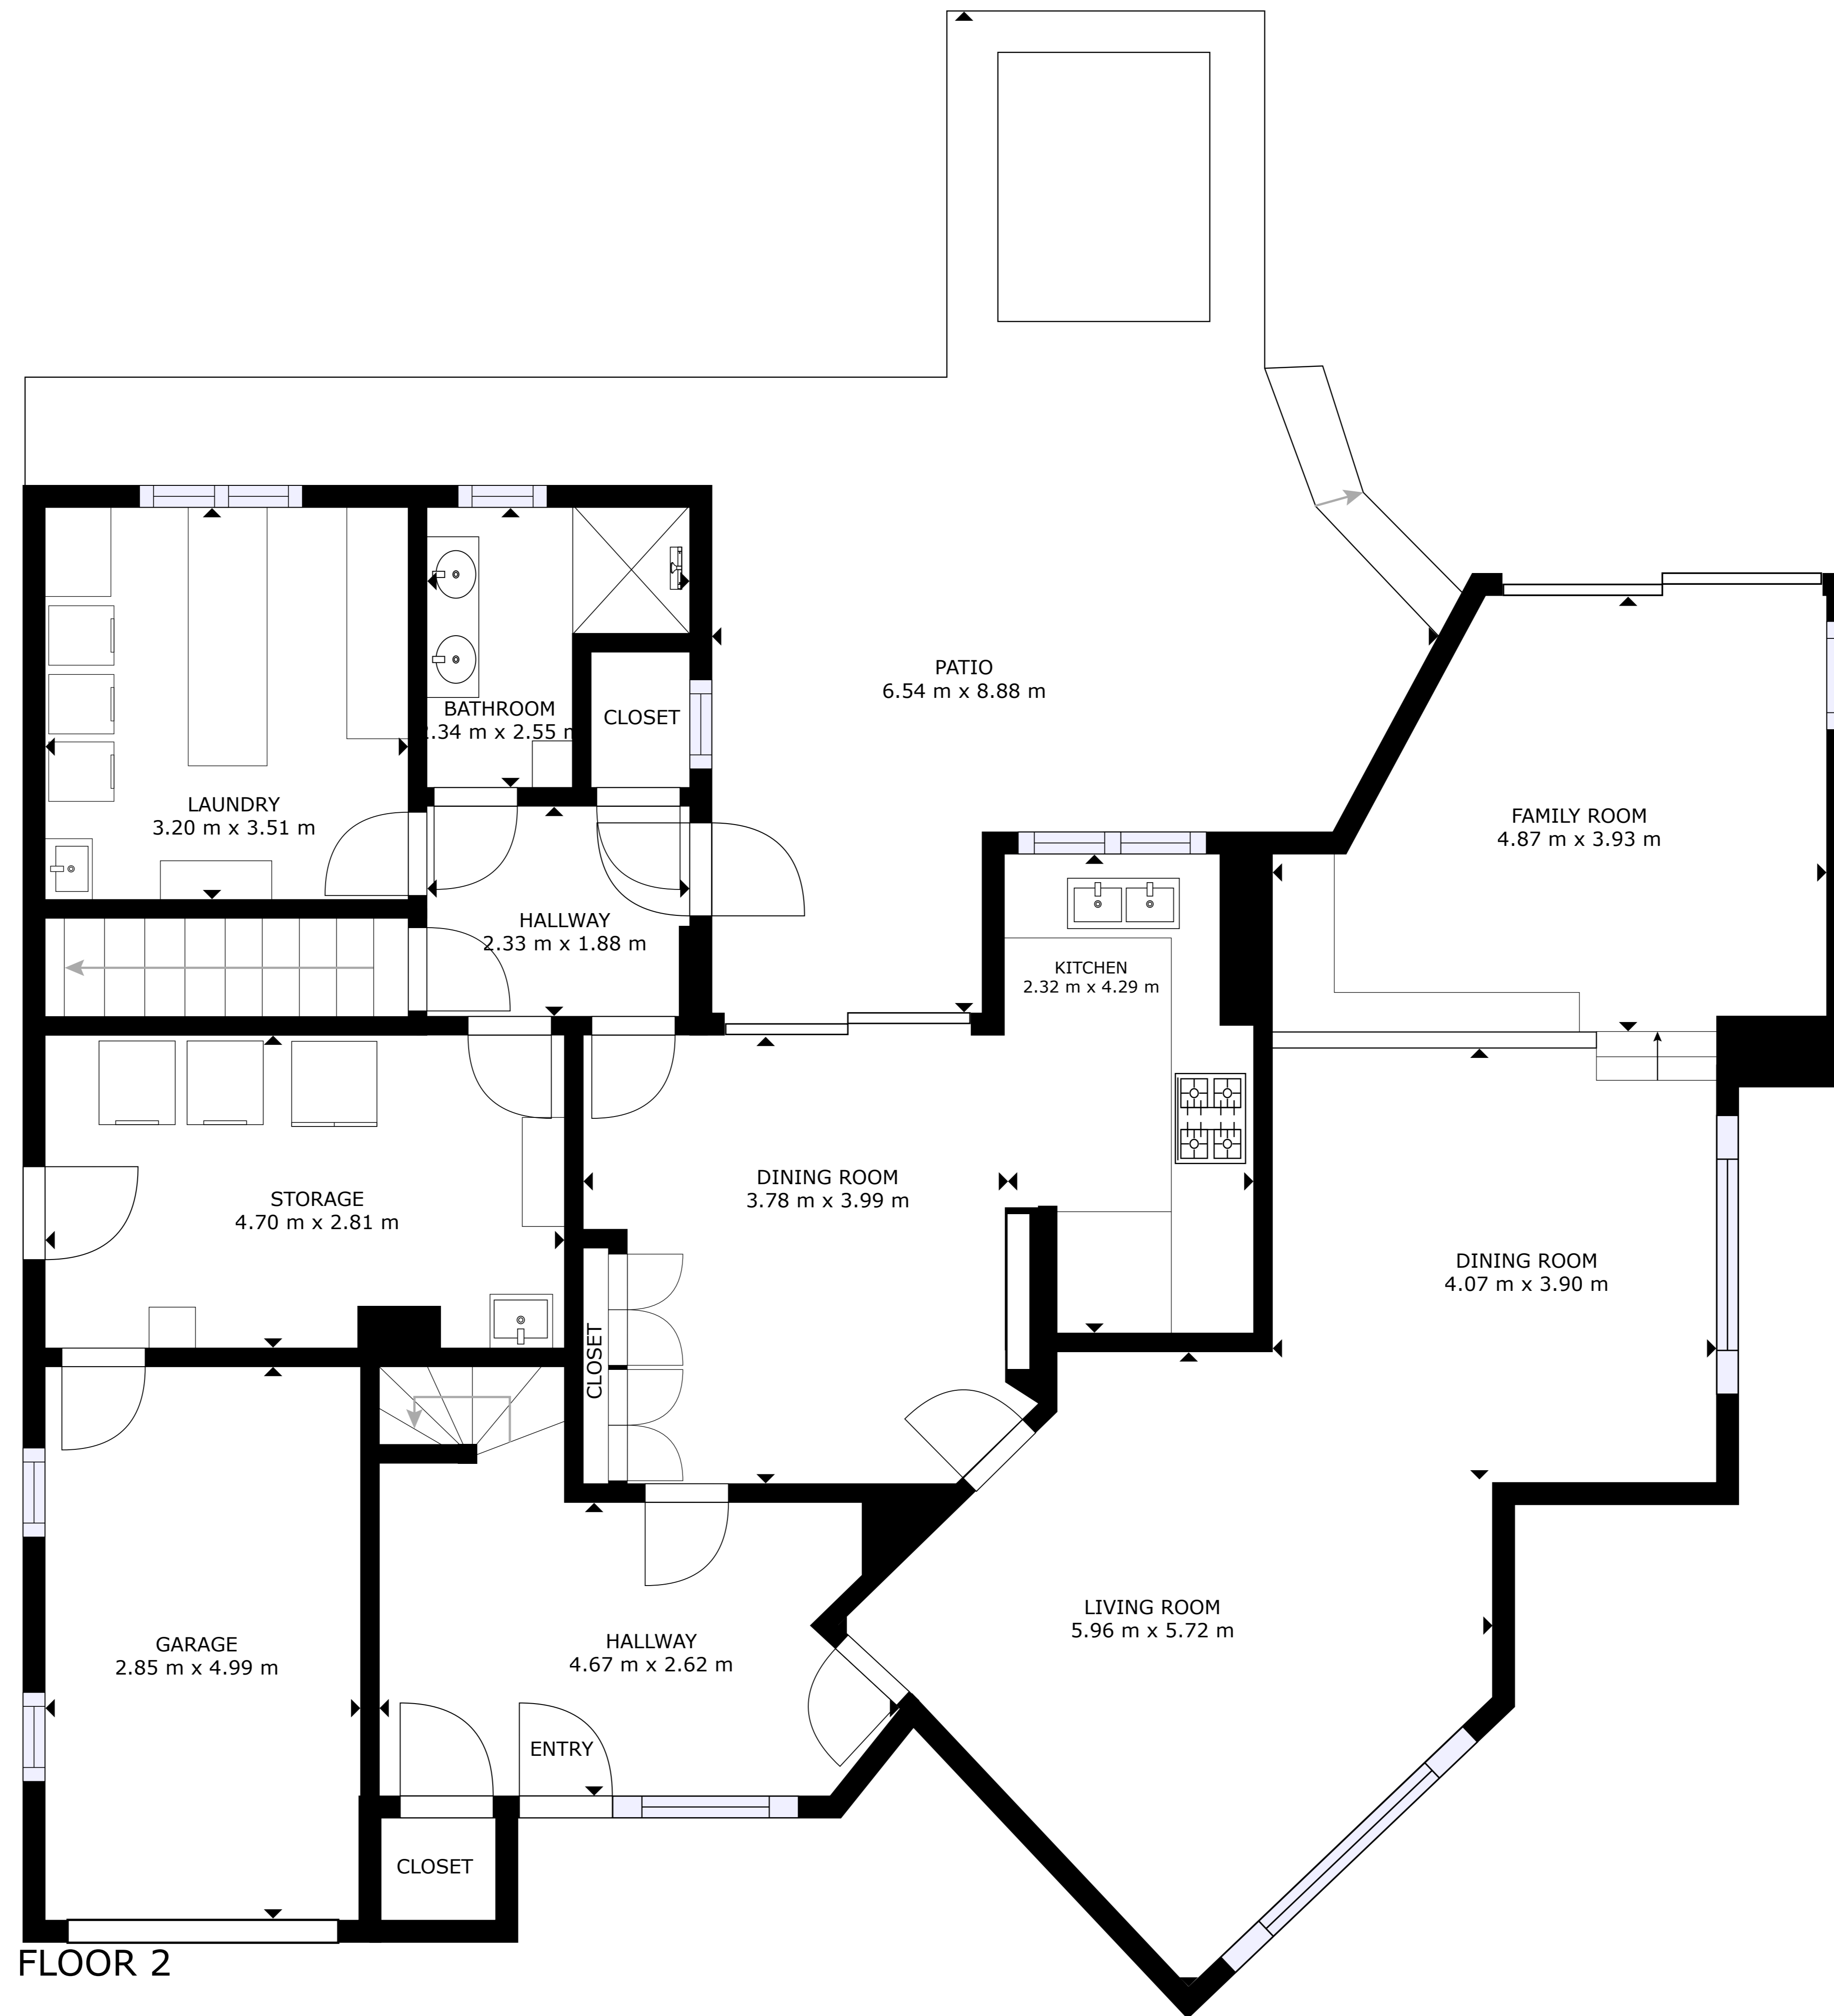 PATIO
6.54 m x 8.88 m
BATHROOM
2.34 m x 2.55 m
CLOSET
LAUNDRY
3.20 m x 3.51 m
FAMILY ROOM
4.87 m x 3.93 m
HALLWAY
2.33 m x 1.88 m
KITCHEN
2.32 m x 4.29 m
STORAGE
4.70 m x 2.81 m
DINING ROOM
3.78 m x 3.99 m
DINING ROOM
4.07 m x 3.90 m
CLOSET
LIVING ROOM
5.96 m x 5.72 m
GARAGE
2.85 m x 4.99 m
HALLWAY
4.67 m x 2.62 m
ENTRY
CLOSET
FLOOR 2